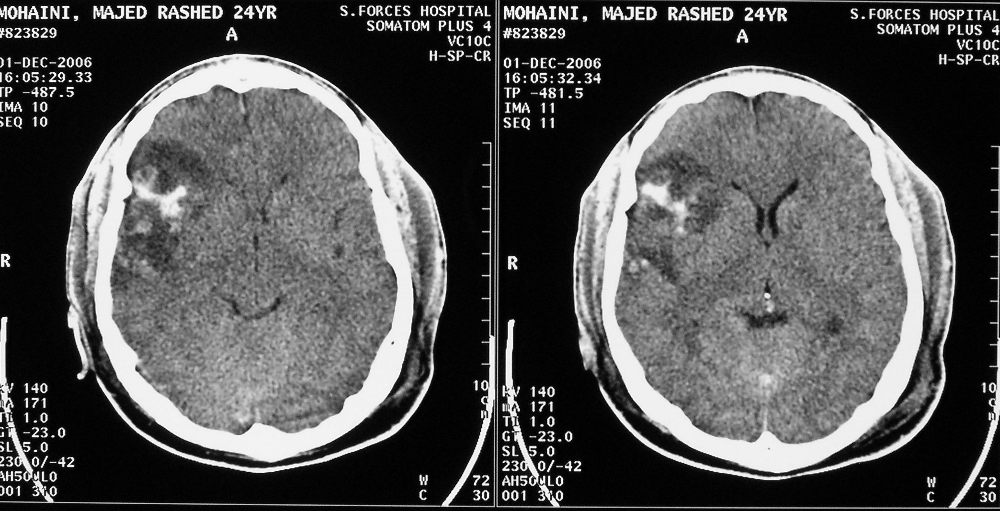 MOHAINI, MAJED RASHED 24YR
#823829
01-DEC-2006
16:05:29.33
TP -487.5
IMA 10
SEQ 10
S.FORCES HOSPITAL
SOMATOM PLUS 4
VC10C
H-SP-CR
A
R
kV 140
mA 171
TI 1.0
GT -23.0
SL 5.0
230 0/-42
AH50 LO
001 310
10
c
m
W 72
C 30
MOHAINI, MAJED RASHED 24YR
#823829
01-DEC-2006
16:05:32.34
TP -481.5
IMA 11
SEQ 11
S.FORCES HOSPITAL
SOMATOM PLUS 4
VC10C
H-SP-CR
A
R
kV 140
mA 171
TI 1.0
GT -23.0
SL 5.0
230 0/-42
AH50 LO
001 310
10
c
m
W 72
C 30